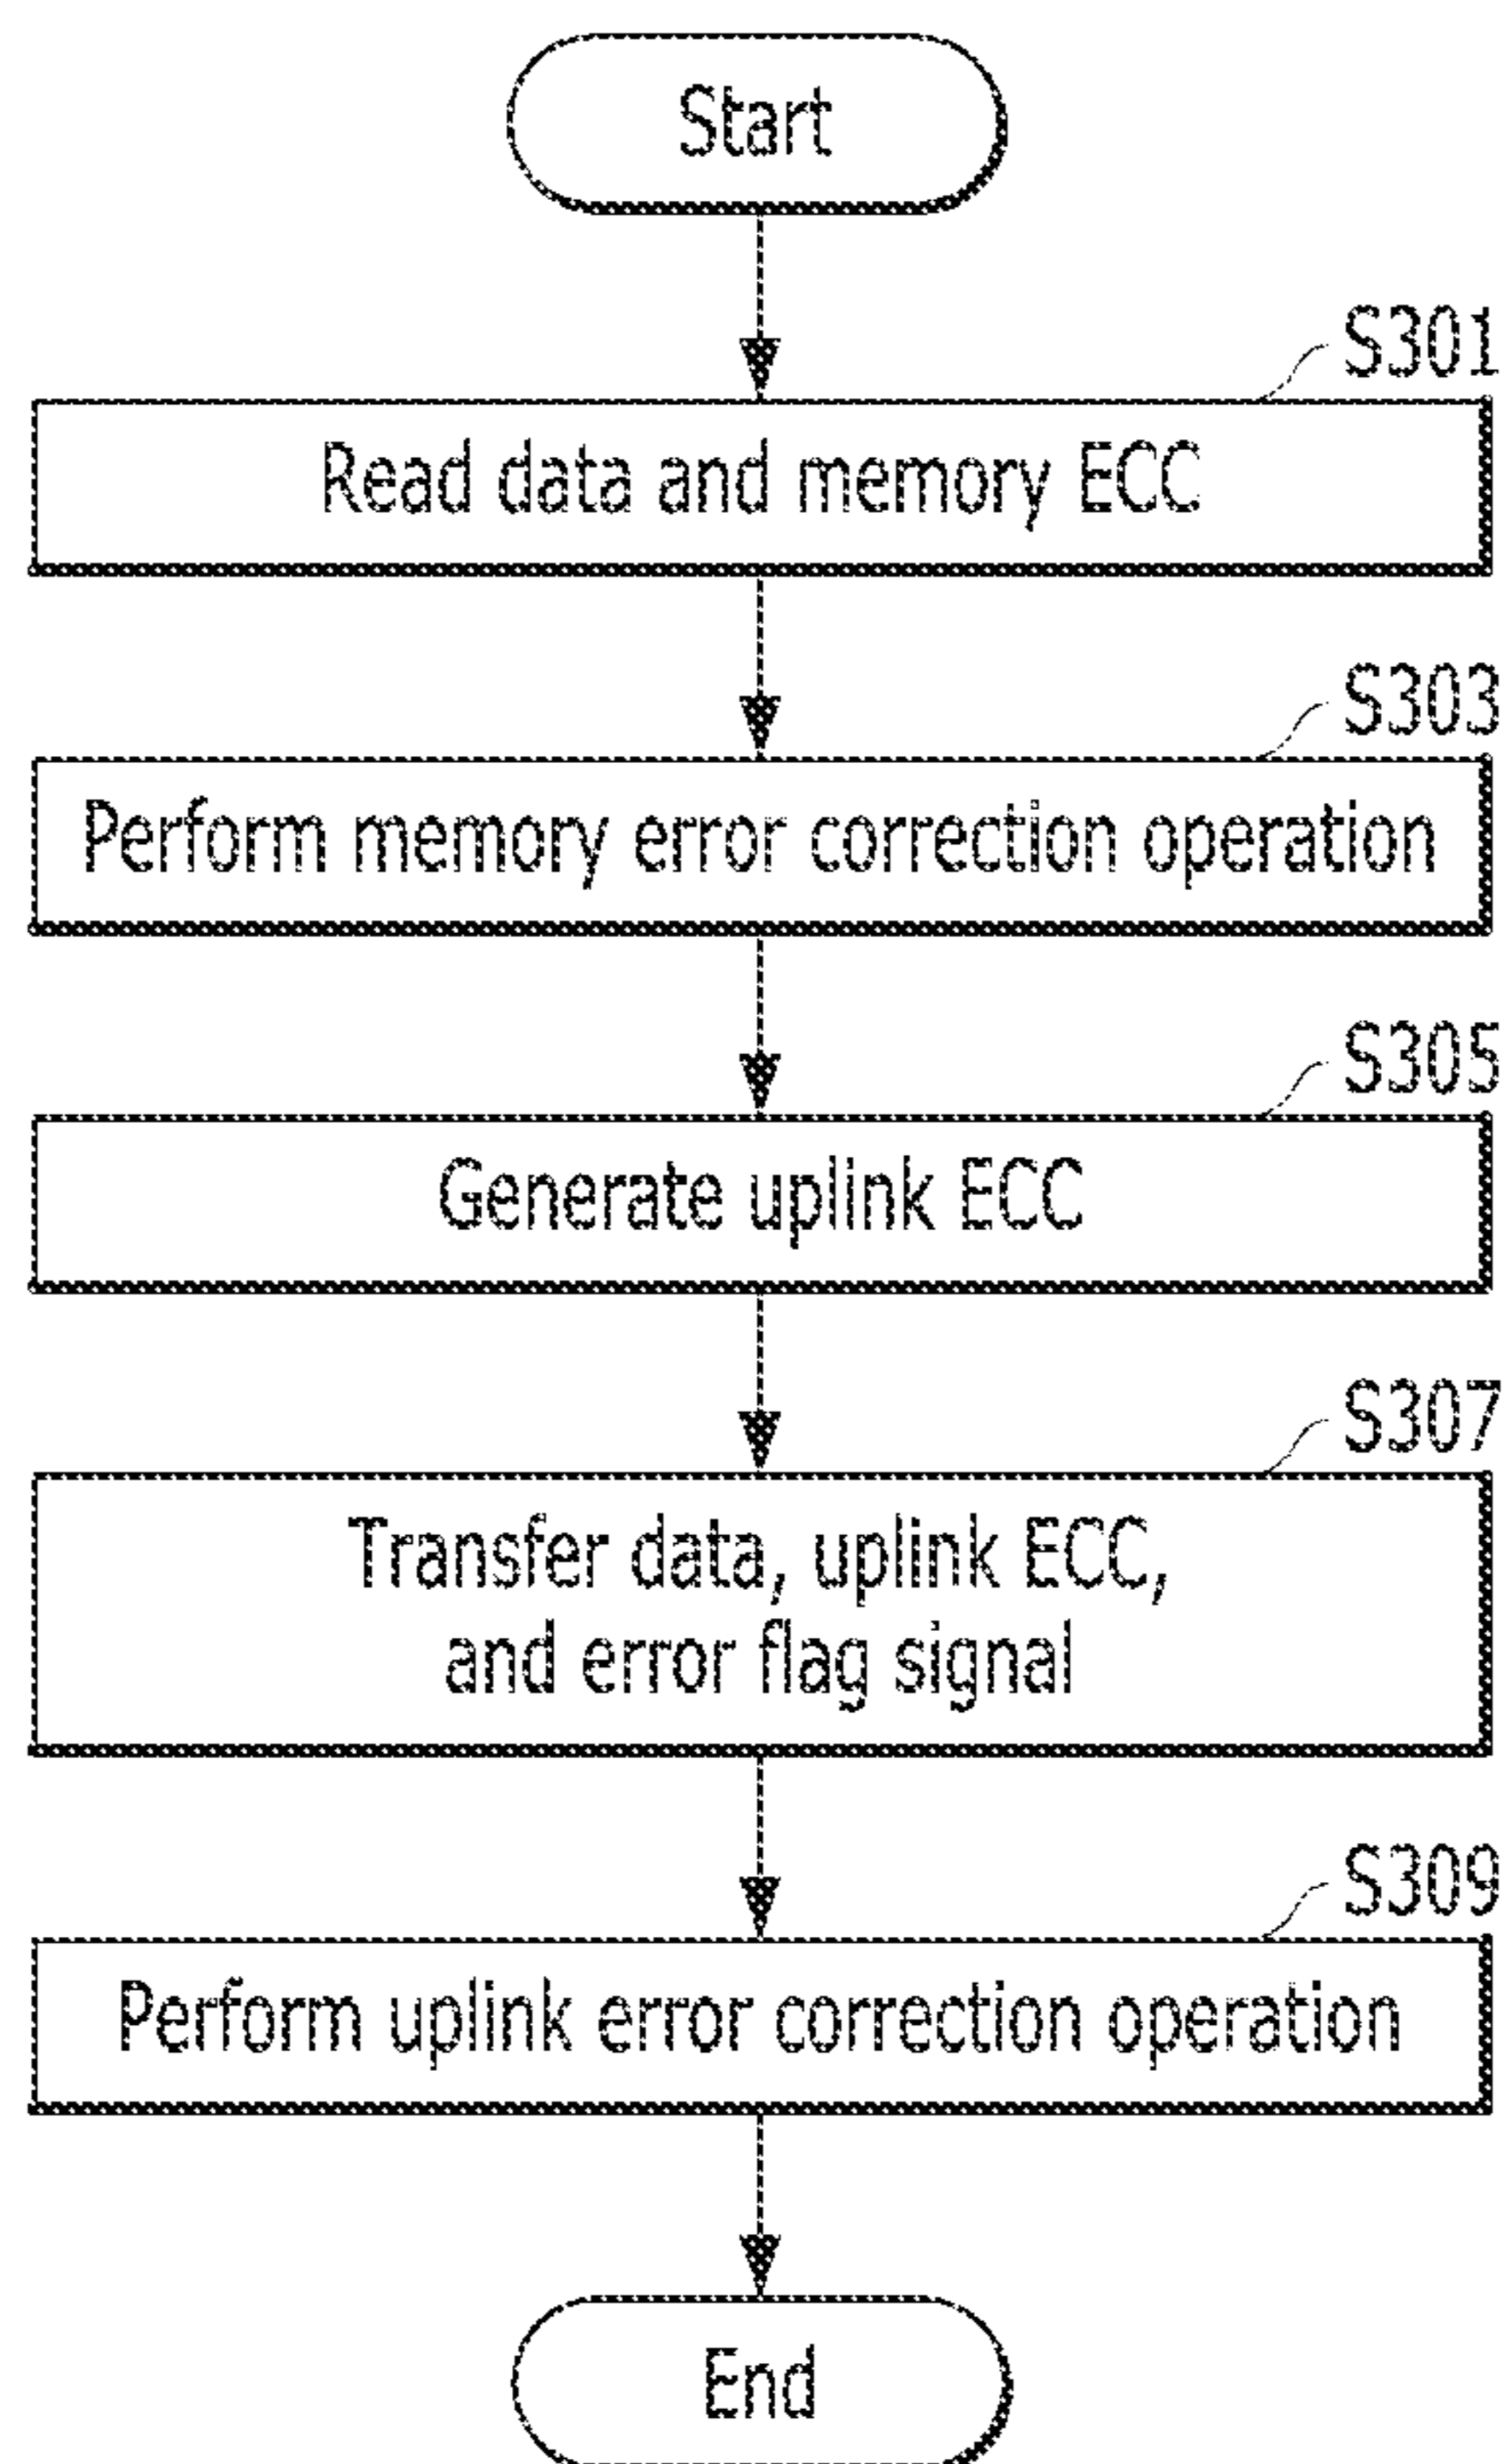 Start
S301
Read data and memory ECC
S303
Perform memory error correction operation
S305
Generate uplink ECC
S307
Transfer data, uplink ECC,
and error flag signal
S309
Perform uplink error correction operation
End